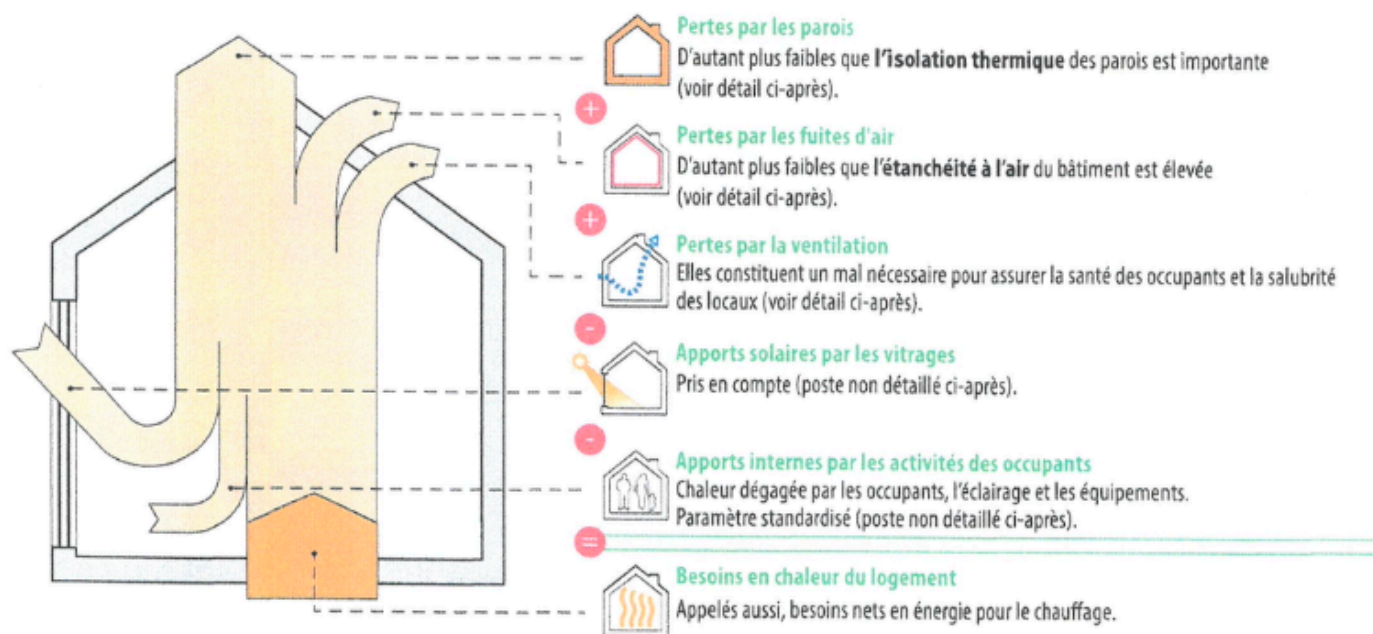 Pertes par les parois
D'autant plus faibles que l'isolation thermique des parois est importante
(voir détail ci-après).
+
Pertes par les fuites d'air
D'autant plus faibles que l'étanchéité à l'air du bâtiment est élevée
(voir détail ci-après).
+
Pertes par la ventilation
Elles constituent un mal nécessaire pour assurer la santé des occupants et la salubrité
des locaux (voir détail ci-après).
-
Apports solaires par les vitrages
Pris en compte (poste non détaillé ci-après).
-
Apports internes par les activités des occupants
Chaleur dégagée par les occupants, l'éclairage et les équipements.
Paramètre standardisé (poste non détaillé ci-après).
=
Besoins en chaleur du logement
Appelés aussi, besoins nets en énergie pour le chauffage.